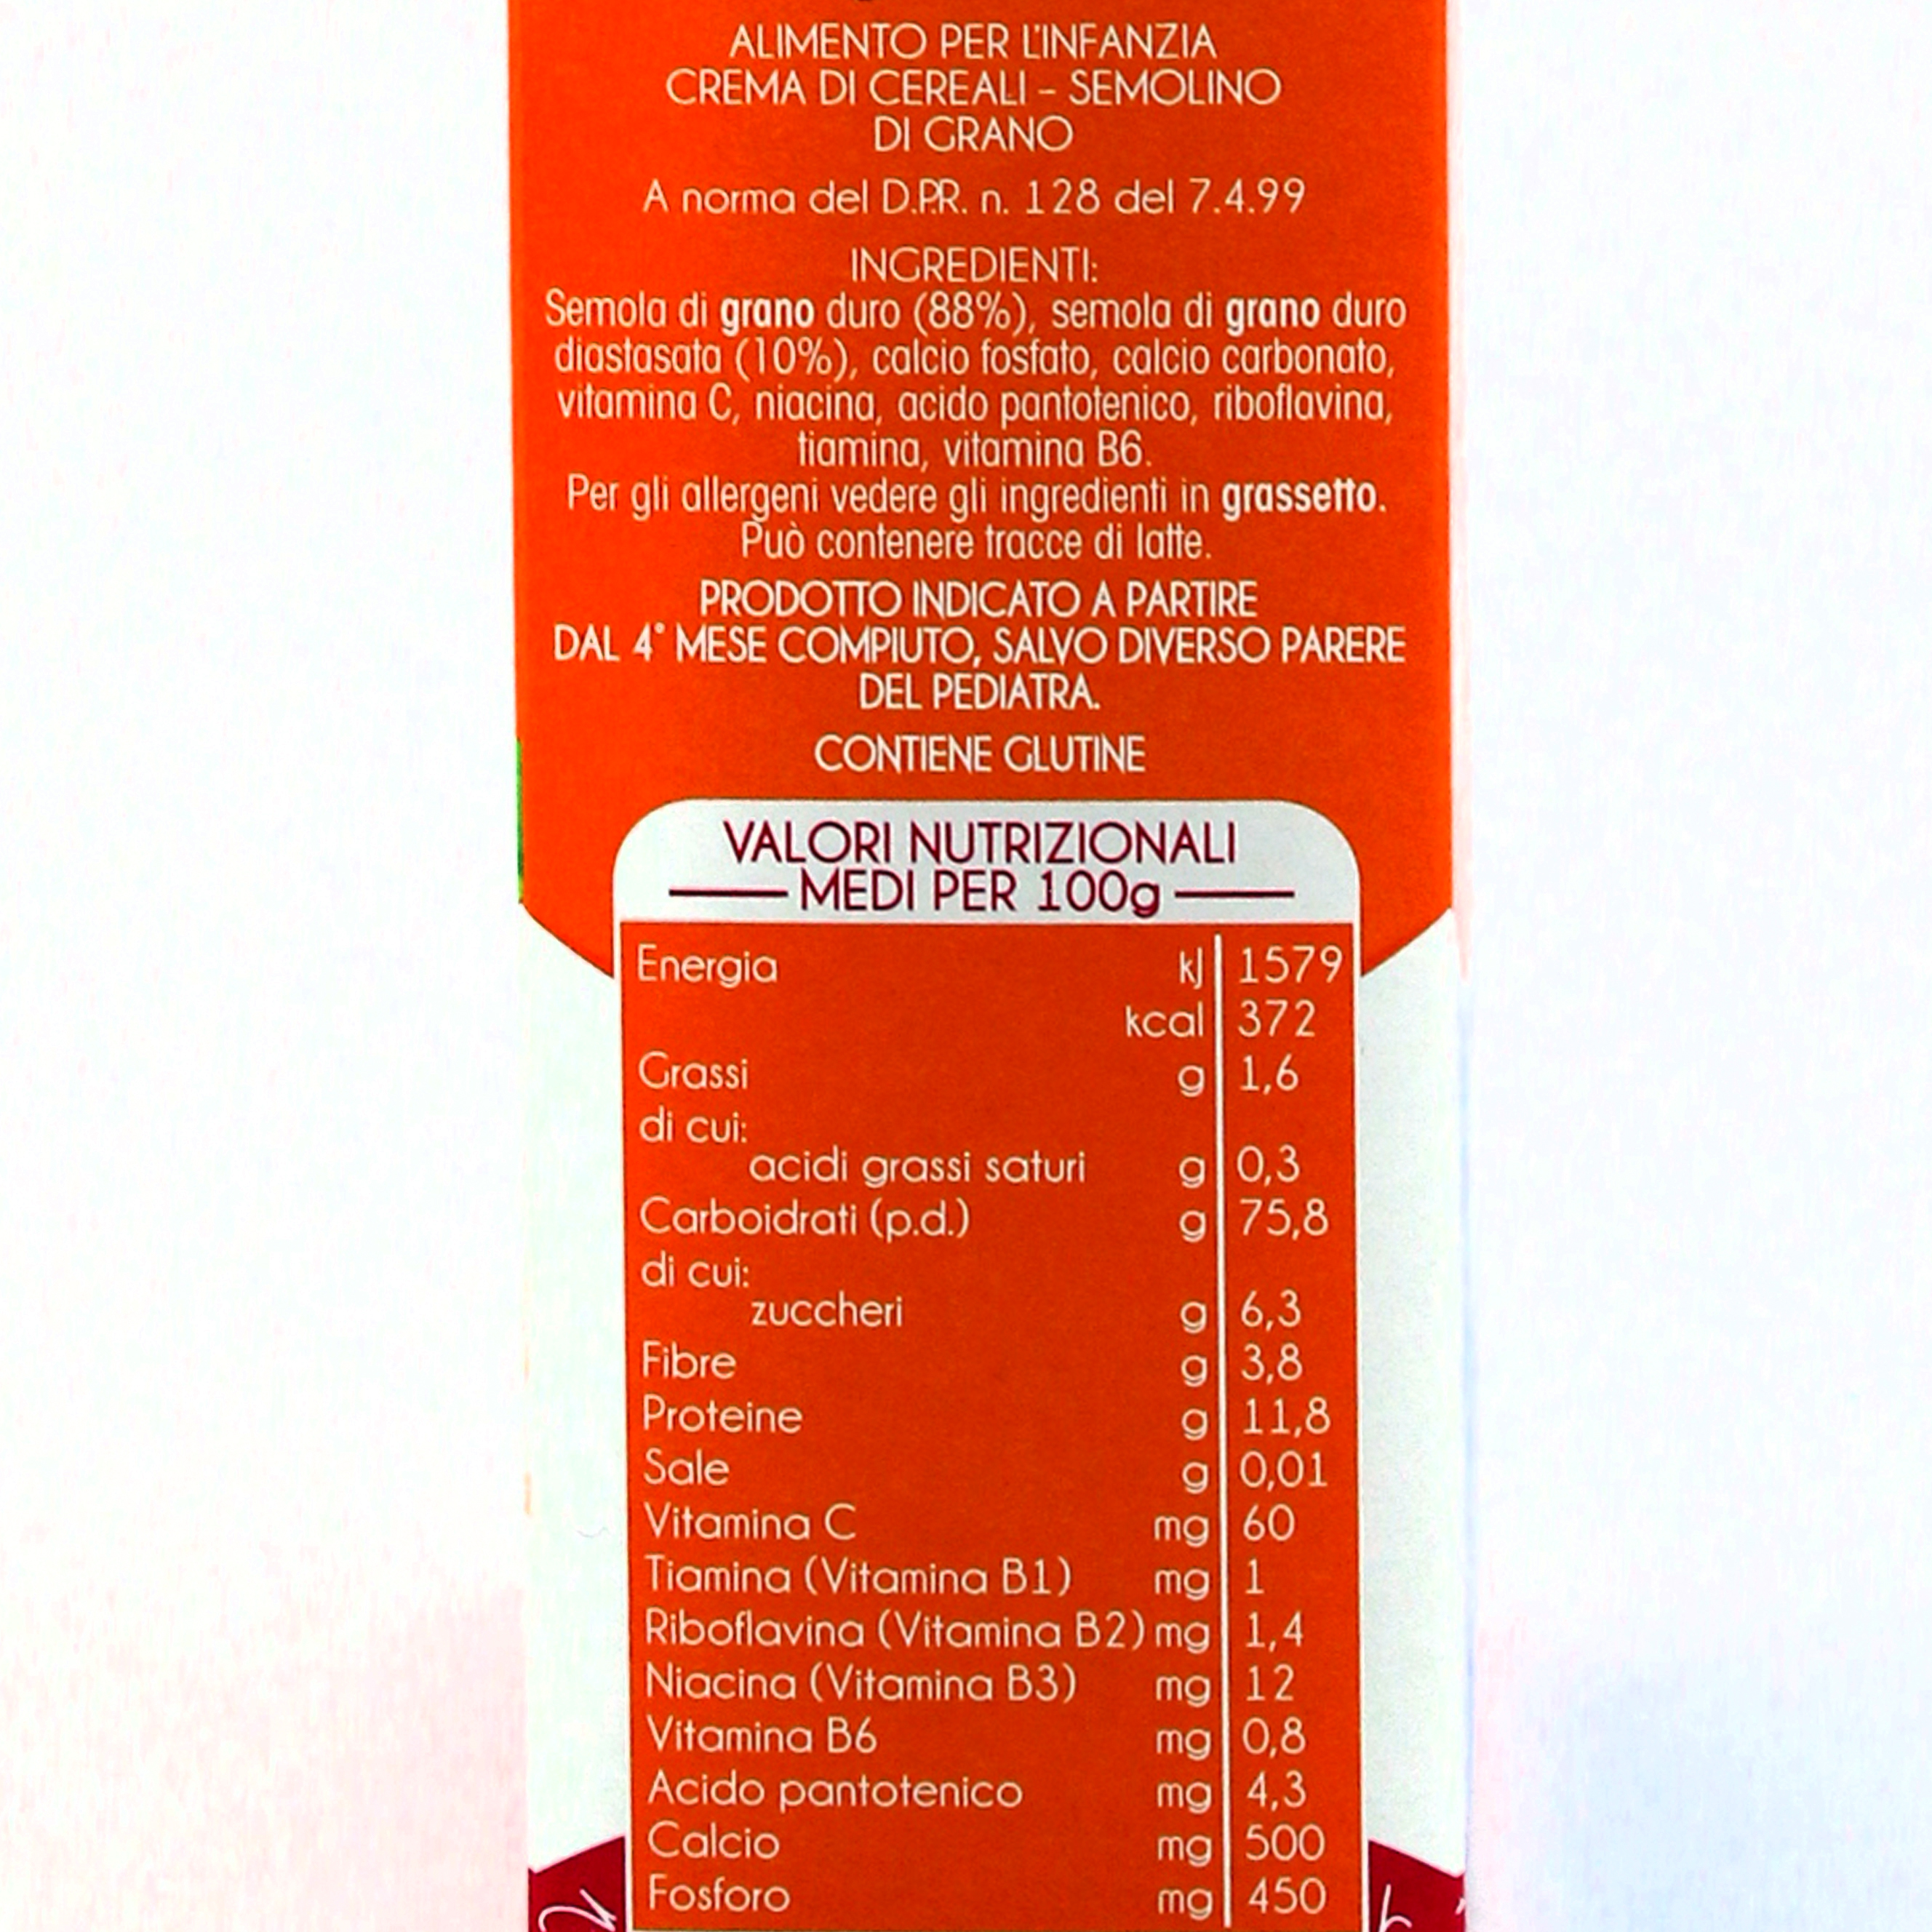 ALIMENTO PER L'INFANZIA
CREMA DI CEREALI - SEMOLINO
DI GRANO
A norma del D.P.R. n. 128 del 7.4.99
INGREDIENTI:
Semola di grano duro (88%), semola di grano duro
diastasata (10%), calcio fosfato, calcio carbonato,
vitamina C, niacina, acido pantotenico, riboflavina,
tiamina, vitamina B6.
Per gli allergeni vedere gli ingredienti in grassetto.
Può contenere tracce di latte.
PRODOTTO INDICATO A PARTIRE
DAL 4° MESE COMPIUTO, SALVO DIVERSO PARERE
DEL PEDIATRA.
CONTIENE GLUTINE
VALORI NUTRIZIONALI
MEDI PER 100g
Energia kJ 1579
kcal 372
Grassi g 1,6
di cui:
acidi grassi saturi g 0,3
Carboidrati (p.d.) g 75,8
di cui:
zuccheri g 6,3
Fibre g 3,8
Proteine g 11,8
Sale g 0,01
Vitamina C mg 60
Tiamina (Vitamina B1) mg 1
Riboflavina (Vitamina B2) mg 1,4
Niacina (Vitamina B3) mg 12
Vitamina B6 mg 0,8
Acido pantotenico mg 4,3
Calcio mg 500
Fosforo mg 450